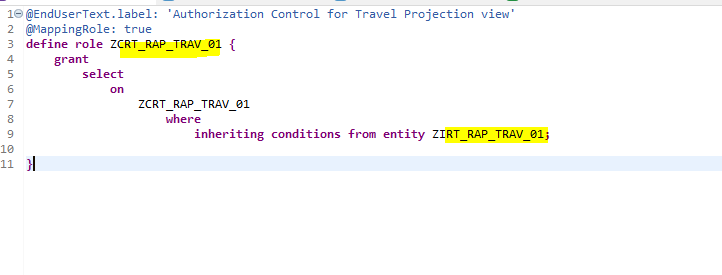 1 @EndUserText.label: 'Authorization Control for Travel Projection view'
2 @MappingRole: true
3 define role ZCRT_RAP_TRAV_01 {
4 grant
5 select
6 on
7 ZCRT_RAP_TRAV_01
8 where
9 inheriting conditions from entity ZIRT_RAP_TRAV_01;
10
11 }